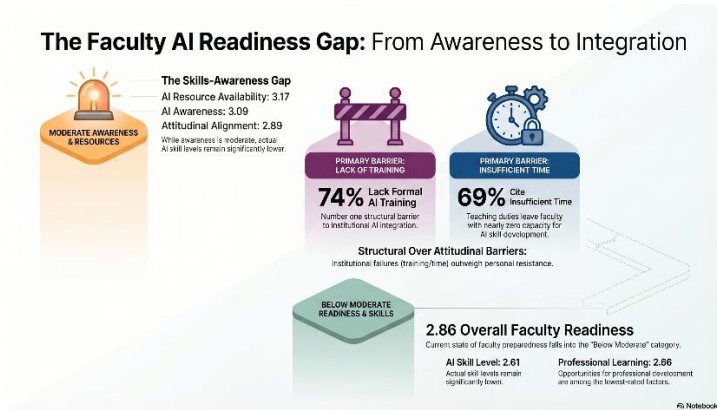 The Faculty AI Readiness Gap: From Awareness to Integration
MODERATE AWARENESS
& RESOURCES
The Skills-Awareness Gap
AI Resource Availability: 3.17
AI Awareness: 3.09
Attitudinal Alignment: 2.89
While awareness is moderate, actual
AI skill levels remain significantly lower.
PRIMARY BARRIER:
LACK OF TRAINING
74% Lack Formal
AI Training
Number one structural barrier
to institutional AI integration.
PRIMARY BARRIER:
INSUFFICIENT TIME
69% Cite
Insufficient Time
Teaching duties leave faculty
with nearly zero capacity for
AI skill development.
Structural Over Attitudinal Barriers:
Institutional failures (training/time) outweigh personal resistance.
BELOW MODERATE
READINESS & SKILLS
2.86 Overall Faculty Readiness
Current state of faculty preparedness falls into the "Below Moderate" category.
AI Skill Level: 2.61
Actual skill levels remain
significantly lower.
Professional Learning: 2.66
Opportunities for professional development
are among the lowest-rated factors.
Notebook